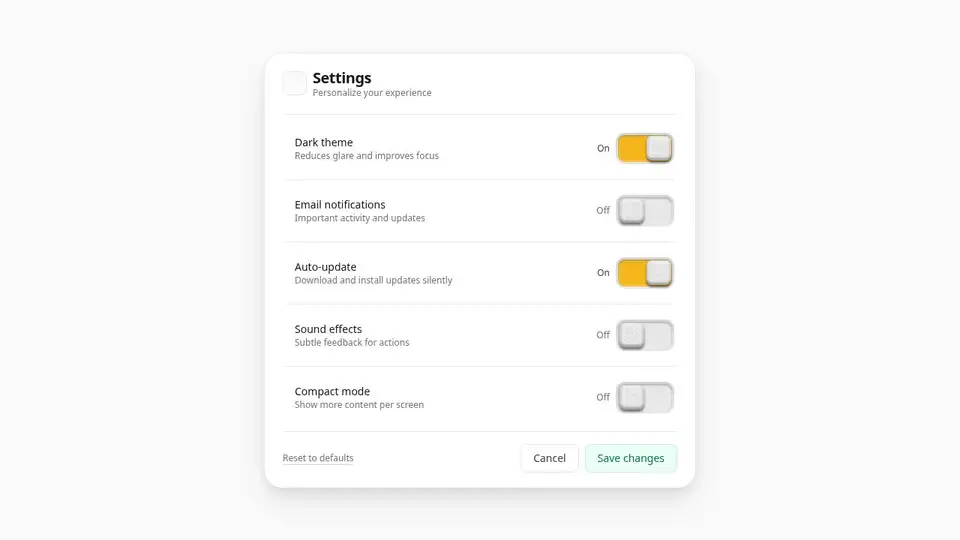 Settings
Personalize your experience
Dark theme
On
Reduces glare and improves focus
Email notifications
Off
Important activity and updates
Auto-update
On
Download and install updates silently
Sound effects
Off
Subtle feedback for actions
Compact mode
Off
Show more content per screen
Reset to defaults
Cancel
Save changes